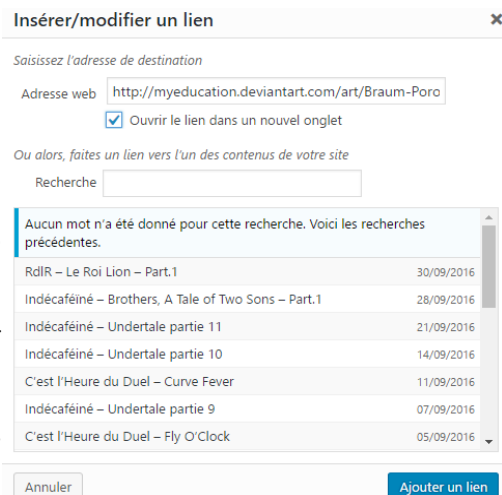 Insérer/modifier un lien
Saisissez l'adresse de destination
Adresse web http://myeducation.deviantart.com/art/Braum-Poro
Ouvrir le lien dans un nouvel onglet
Ou alors, faites un lien vers l'un des contenus de votre site
Recherche
Aucun mot n'a été donné pour cette recherche. Voici les recherches
précédentes.
RdlR – Le Roi Lion – Part.1 30/09/2016
Indécaféïné – Brothers, A Tale of Two Sons – Part.1 28/09/2016
Indécaféiné – Undertale partie 11 21/09/2016
Indécaféiné – Undertale partie 10 14/09/2016
C'est l'Heure du Duel – Curve Fever 11/09/2016
Indécaféiné – Undertale partie 9 07/09/2016
C'est l'Heure du Duel – Fly O'Clock 05/09/2016
Annuler Ajouter un lien